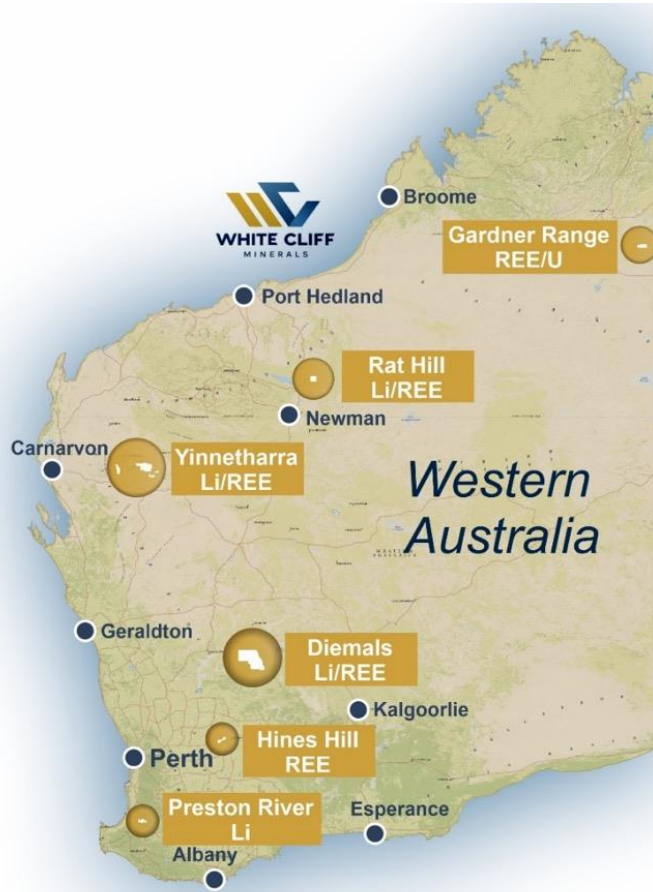 Broome
WHITE CLIFF
MINERALS
Gardner Range
REE/U
Port Hedland
Rat Hill
Li/REE
Newman
Carnarvon
Yinnetharra
Li/REE
Western
Australia
Geraldton
Diemals
Li/REE
Kalgoorlie
Hines Hill
REE
Perth
Preston River
Li
Esperance
Albany